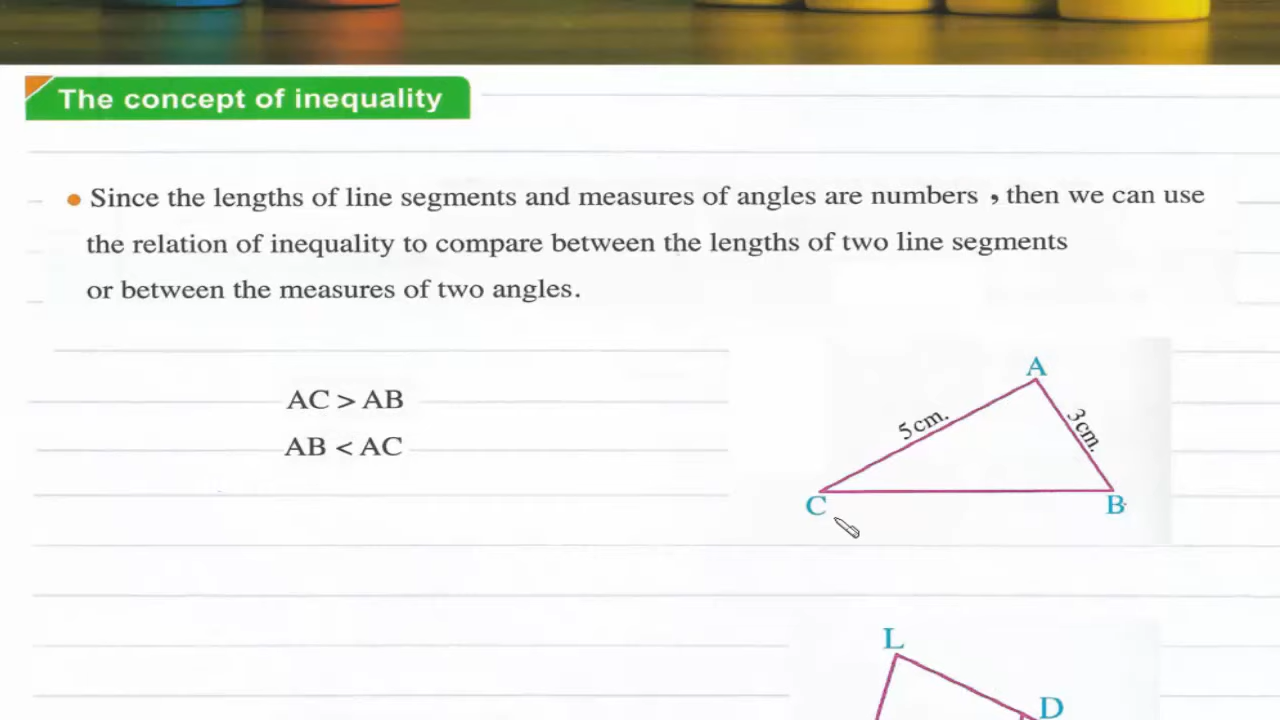 The concept of inequality
Since the lengths of line segments and measures of angles are numbers , then we can use
the relation of inequality to compare between the lengths of two line segments
or between the measures of two angles.
AC > AB
AB < AC
A
5 cm.
3 cm.
C
B
L
D